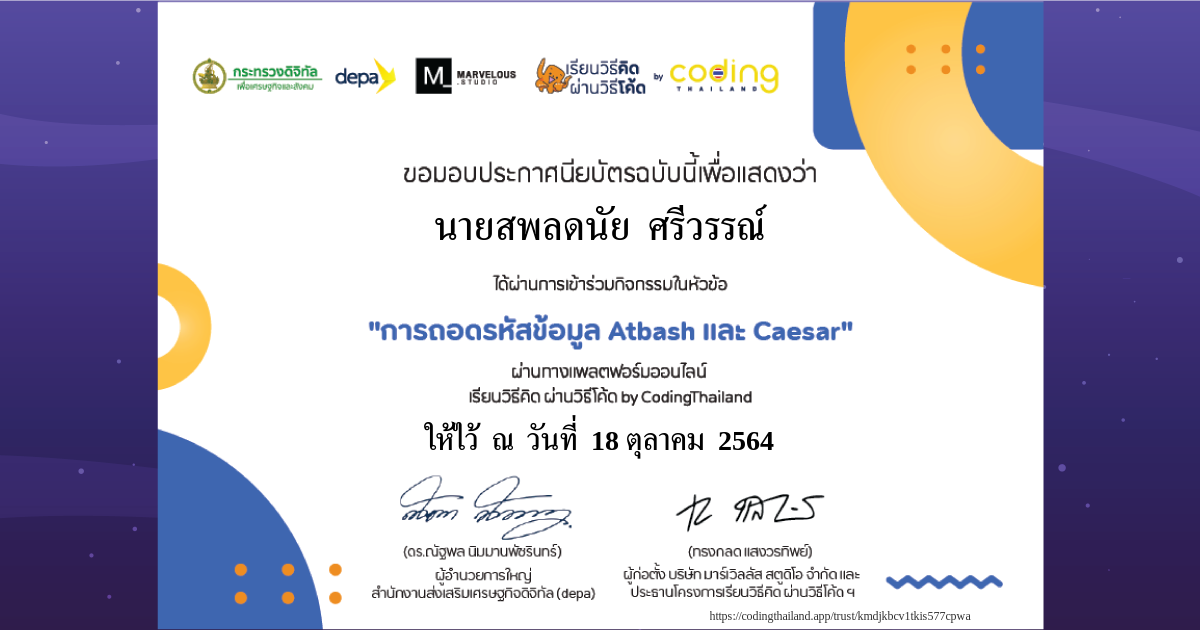 กระทรวงดิจิทัล
เพื่อเศรษฐกิจและสังคม
depa
M_ MARVELOUS
.STUDIO
เรียนวิธีคิด
ผ่านวิธีโค้ด
by coding
THAILAND
ขอมอบประกาศนียบัตรฉบับนี้เพื่อแสดงว่า
นายสพลดนัย ศรีวรรณ์
ได้ผ่านการเข้าร่วมกิจกรรมในหัวข้อ
"การถอดรหัสข้อมูล Atbash และ Caesar"
ผ่านทางแพลตฟอร์มออนไลน์
เรียนวิธีคิด ผ่านวิธีโค้ด by CodingThailand
ให้ไว้ ณ วันที่ 18 ตุลาคม 2564
(ดร.ณัฐพล นิมมานพัชรินทร์)
ผู้อำนวยการใหญ่
สำนักงานส่งเสริมเศรษฐกิจดิจิทัล (depa)
(ทรงกลด แสงวรทิพย์)
ผู้ก่อตั้ง บริษัท มาร์เวิลลัส สตูดิโอ จำกัด และ
ประธานโครงการเรียนวิธีคิด ผ่านวิธีโค้ด ฯ
https://codingthailand.app/trust/kmdjkbcv1tkis577cpwa